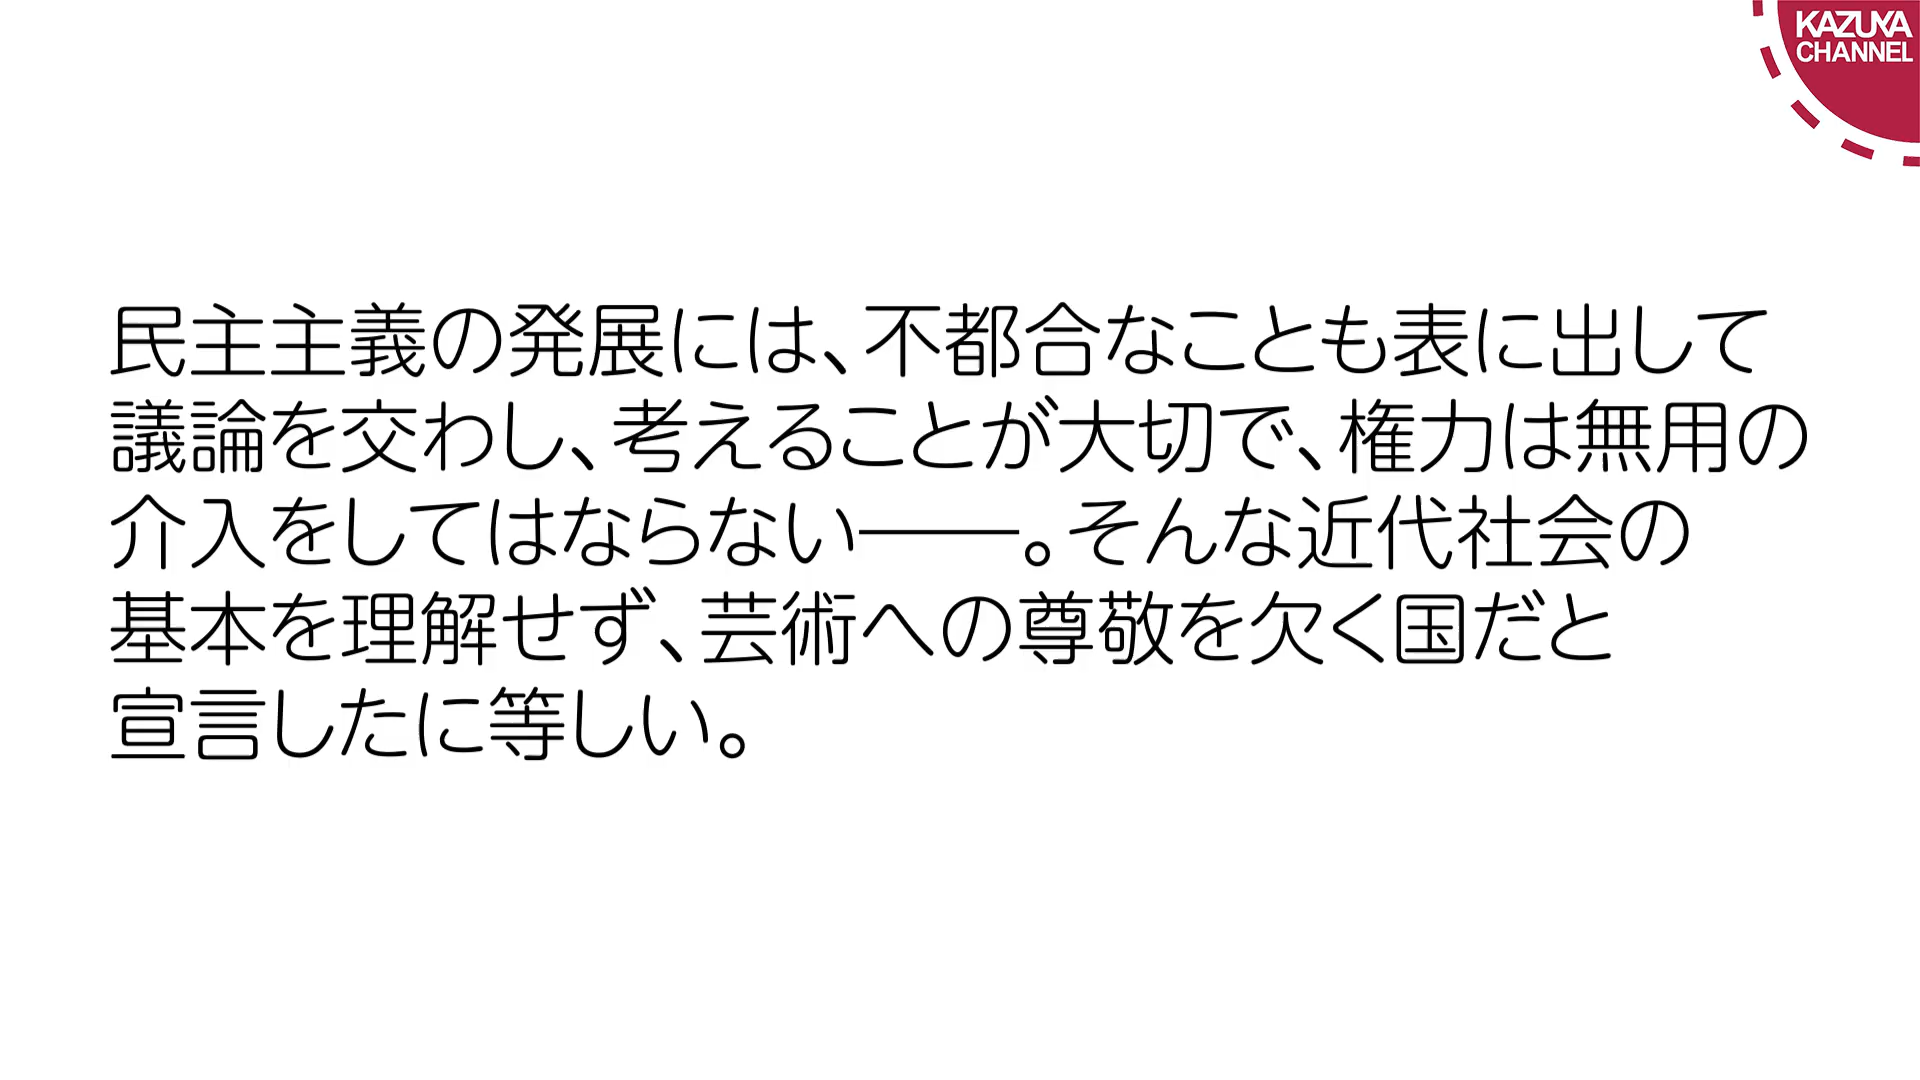 KAZUYA
CHANNEL
民主主義の発展には、不都合なことも表に出して
議論を交わし、考えることが大切で、権力は無用の
介入をしてはならない――。そんな近代社会の
基本を理解せず、芸術への尊敬を欠く国だと
宣言したに等しい。